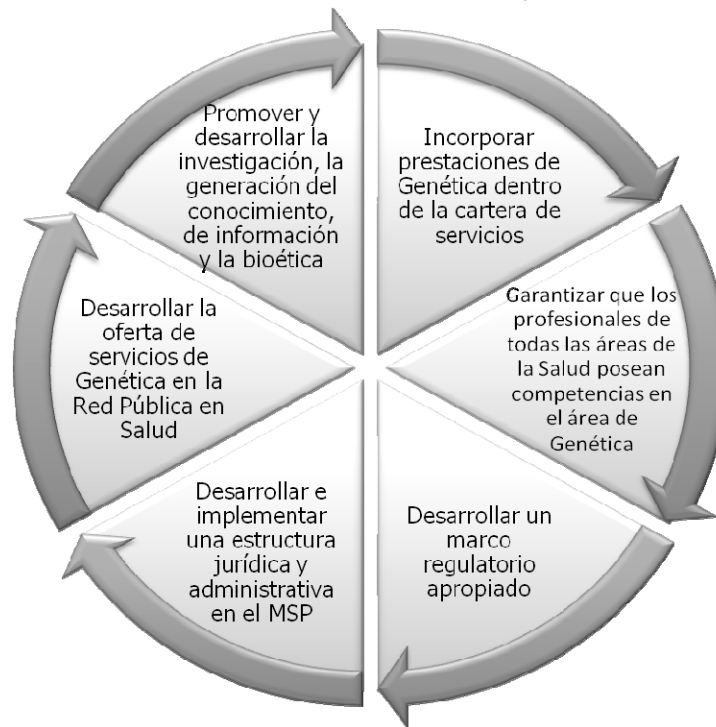 Promover y
desarrollar la
investigación, la
generación del
conocimiento,
de información
y la bioética
Incorporar
prestaciones de
Genética dentro
de la cartera de
servicios
Garantizar que los
profesionales de
todas las áreas de
la Salud posean
competencias en
el área de
Genética
Desarrollar un
marco
regulatorio
apropiado
Desarrollar e
implementar
una estructura
jurídica y
administrativa
en el MSP
Desarrollar la
oferta de
servicios de
Genética en la
Red Pública en
Salud